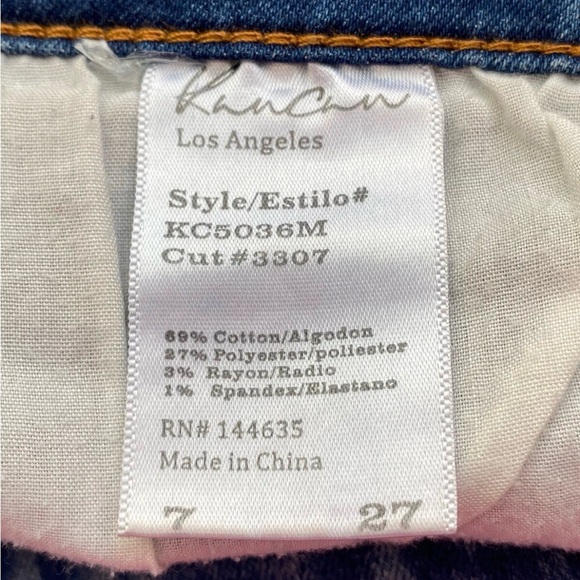 KanCan
Los Angeles
Style/Estilo#
KC5036M
Cut#3307
69% Cotton/Algodon
27% Polyester/poliester
3% Rayon/Radio
1% Spandex/Elastano
RN# 144635
Made in China
7 27